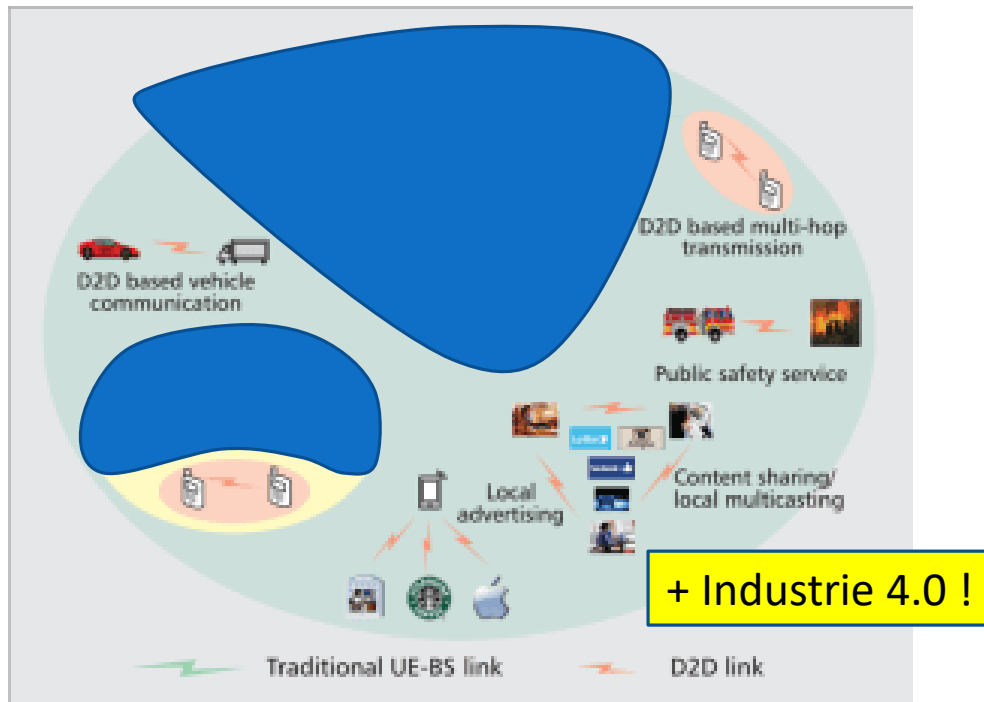 D2D based multi-hop
transmission
D2D based vehicle
communication
Public safety service
Content sharing/
local multicasting
Local
advertising
+ Industrie 4.0 !
Traditional UE-BS link
D2D link